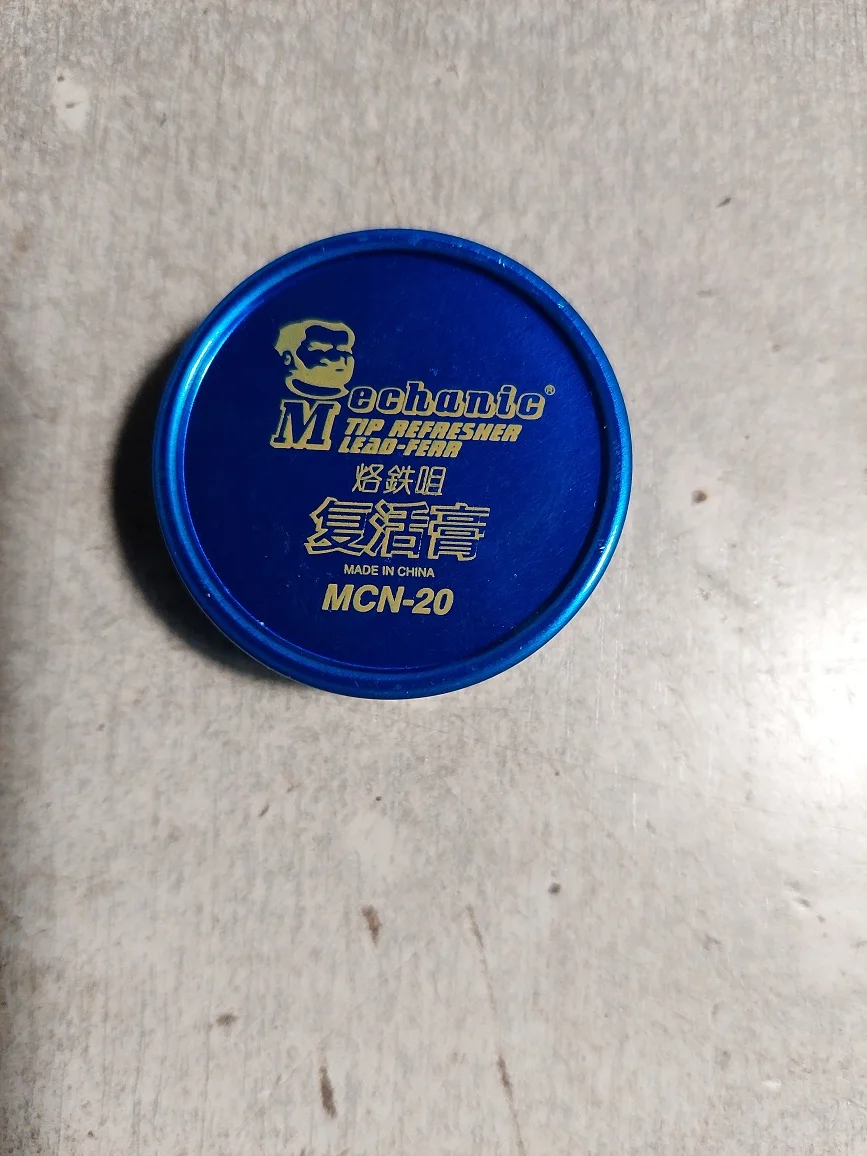 Mechanic®
TIP REFRESHER
LEAD-FERR
烙鉄咀
复活膏
MADE IN CHINA
MCN-20